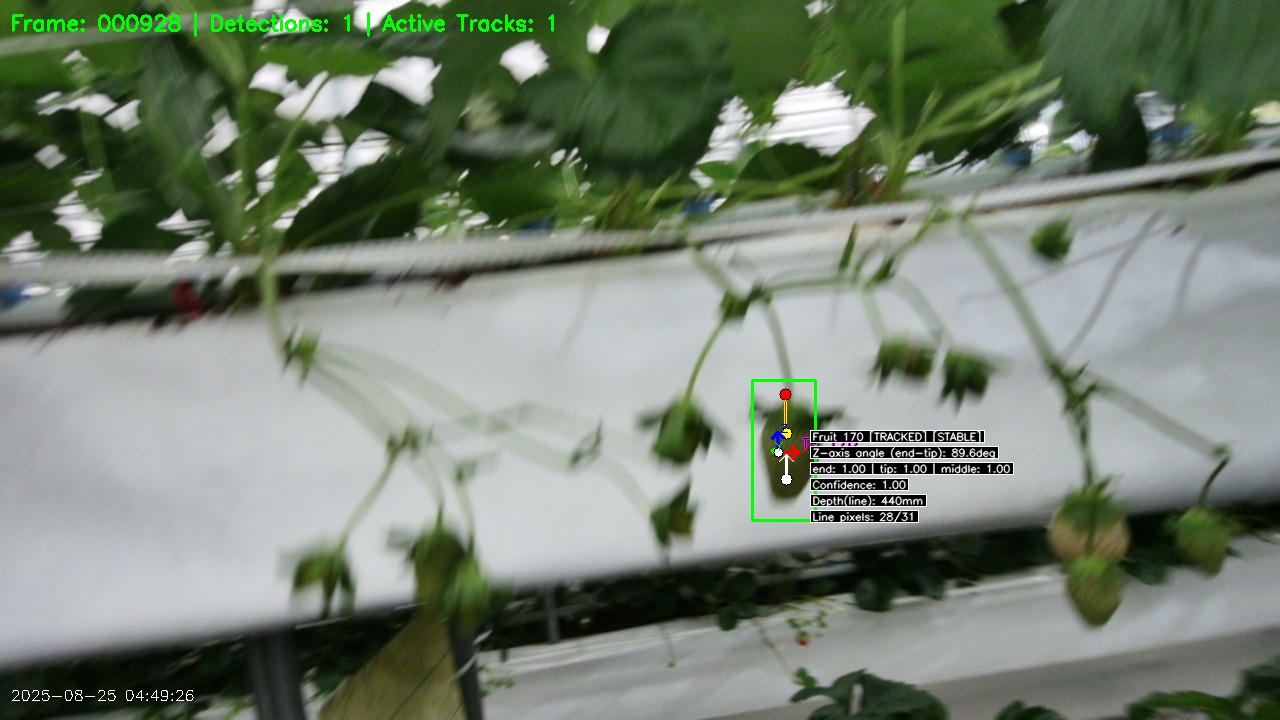 Frame: 000928 | Detections: 1 | Active Tracks: 1
Fruit 170 [TRACKED] [STABLE]
Z-axis angle (end-tip): 89.6deg
end: 1.00 | tip: 1.00 | middle: 1.00
Confidence: 1.00
Depth(line): 440mm
Line pixels: 28/31
2025-08-25 04:49:26